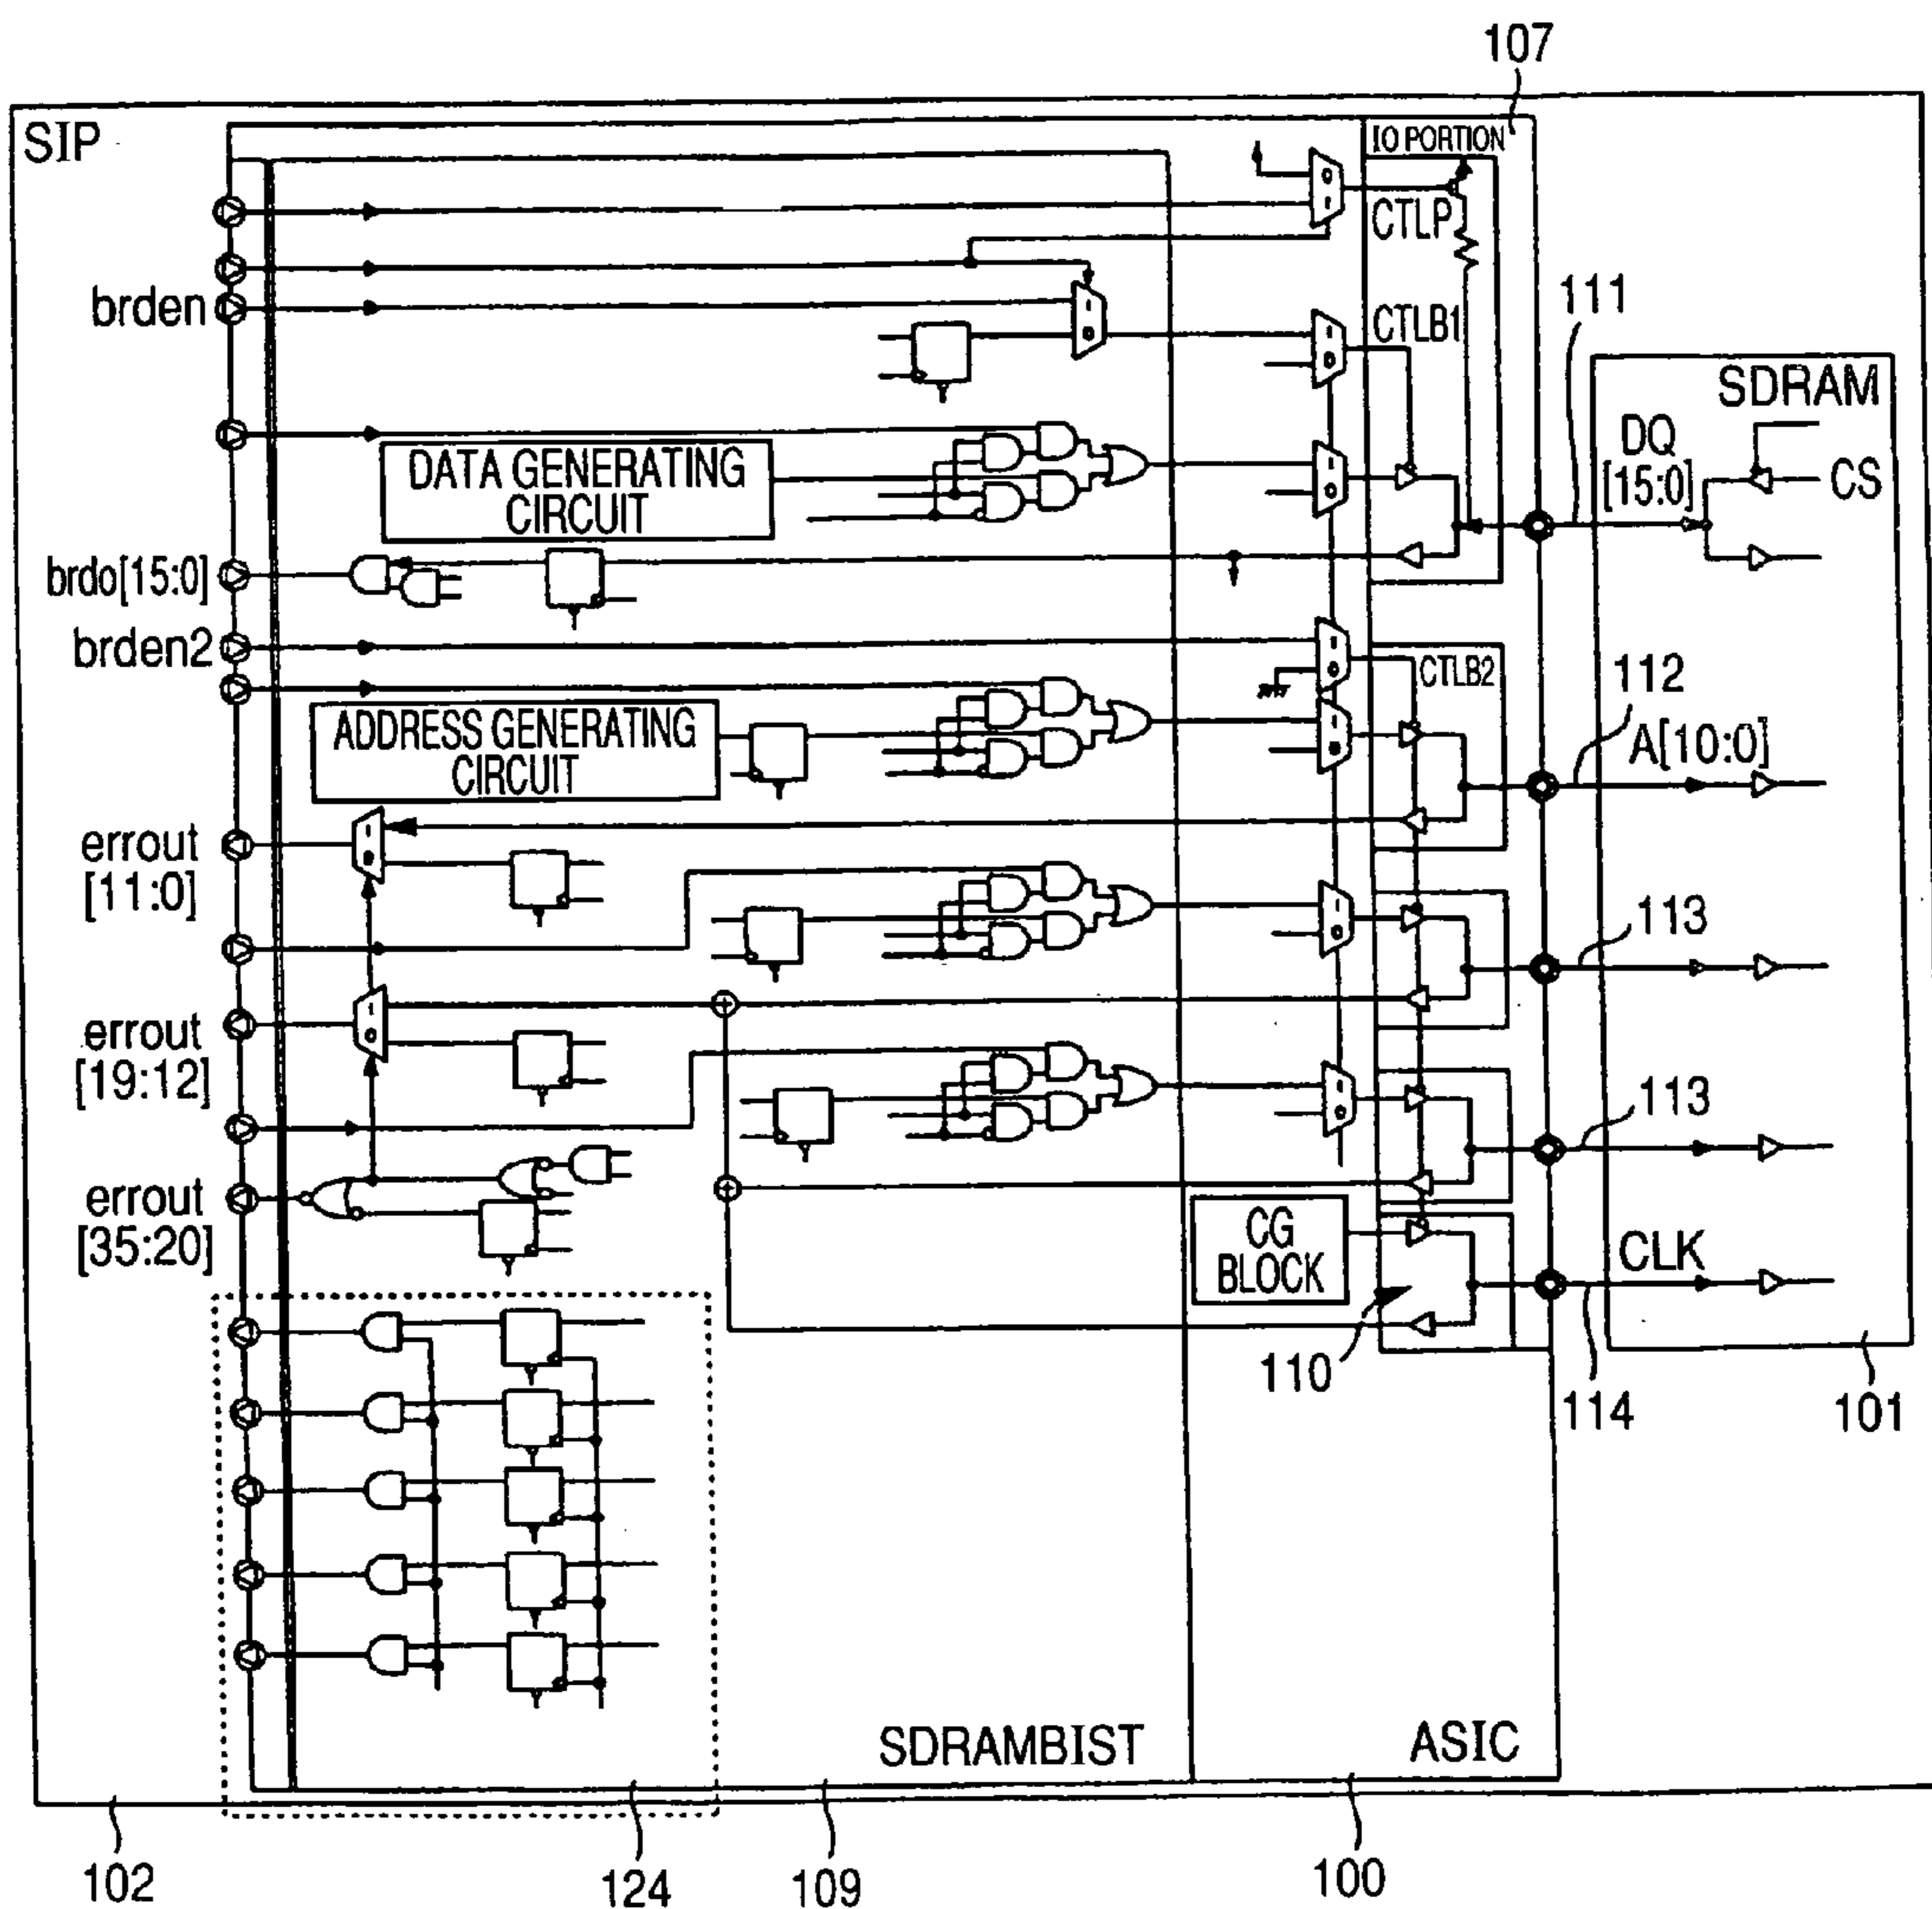 107
SIP
IO PORTION
CTLP
brden
CTLB1
111
SDRAM
DQ
[15:0]
CS
DATA GENERATING
CIRCUIT
brdo[15:0]
brden2
CTLB2
112
A[10:0]
ADDRESS GENERATING
CIRCUIT
errout
[11:0]
113
errout
[19:12]
113
errout
[35:20]
CG
BLOCK
CLK
110
114
101
SDRAMBIST
ASIC
102
124
109
100